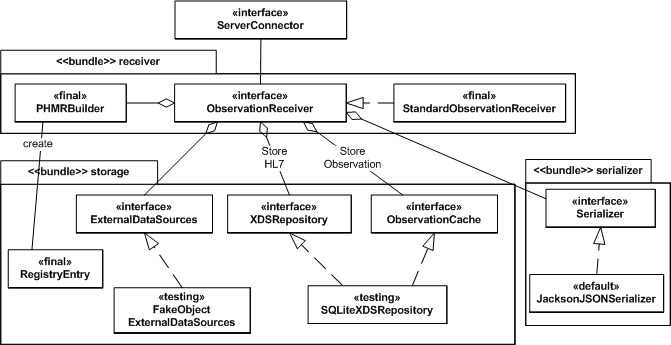 «interface»
ServerConnector
<<bundle>> receiver
«final»
PHMRBuilder
«interface»
ObservationReceiver
«final»
StandardObservationReceiver
create
Store
HL7
Store
Observation
<<bundle>> storage
<<bundle>> serializer
«interface»
ExternalDataSources
«interface»
XDSRepository
«interface»
ObservationCache
«interface»
Serializer
«final»
RegistryEntry
«testing»
FakeObject
ExternalDataSources
«testing»
SQLiteXDSRepository
«default»
JacksonJSONSerializer